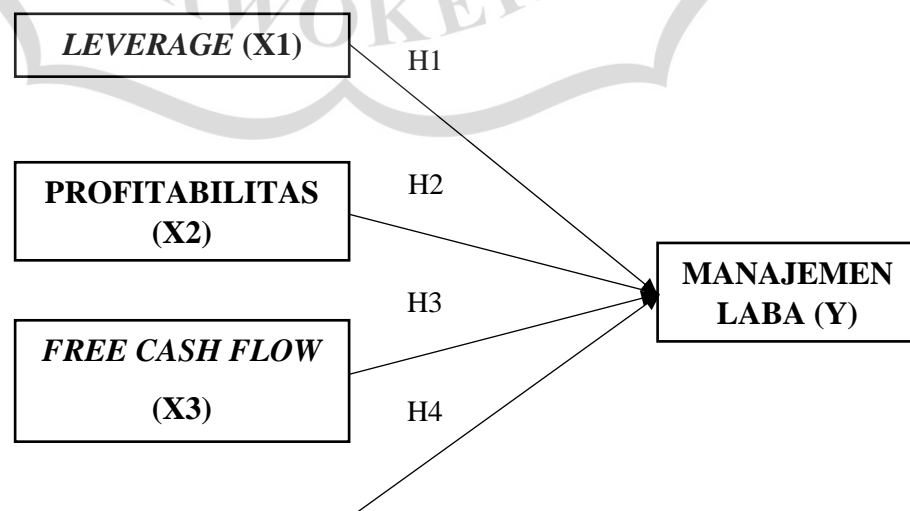 LEVERAGE (X1)
H1
PROFITABILITAS
(X2)
H2
MANAJEMEN
LABA (Y)
H3
FREE CASH FLOW
(X3)
H4